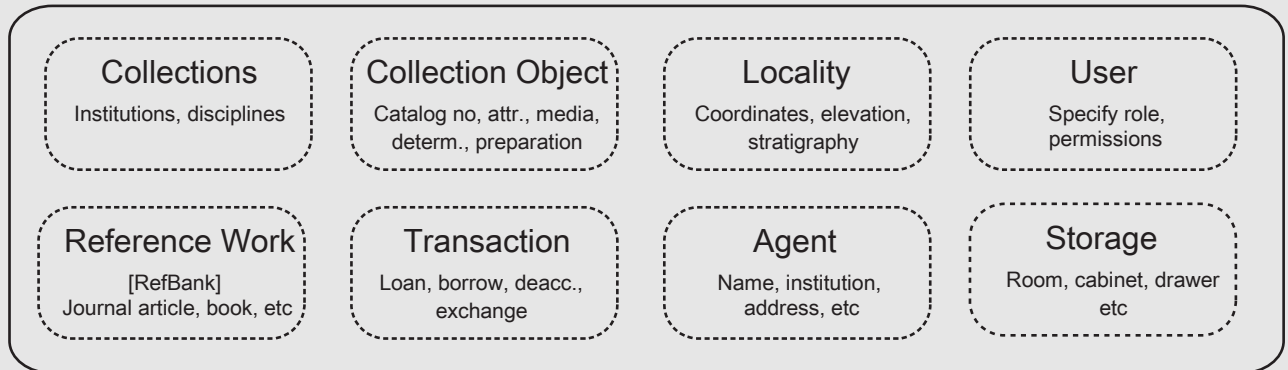 Collections
Institutions, disciplines
Collection Object
Catalog no, attr., media,
determ., preparation
Locality
Coordinates, elevation,
stratigraphy
User
Specify role,
permissions
Reference Work
[RefBank]
Journal article, book, etc
Transaction
Loan, borrow, deacc.,
exchange
Agent
Name, institution,
address, etc
Storage
Room, cabinet, drawer
etc